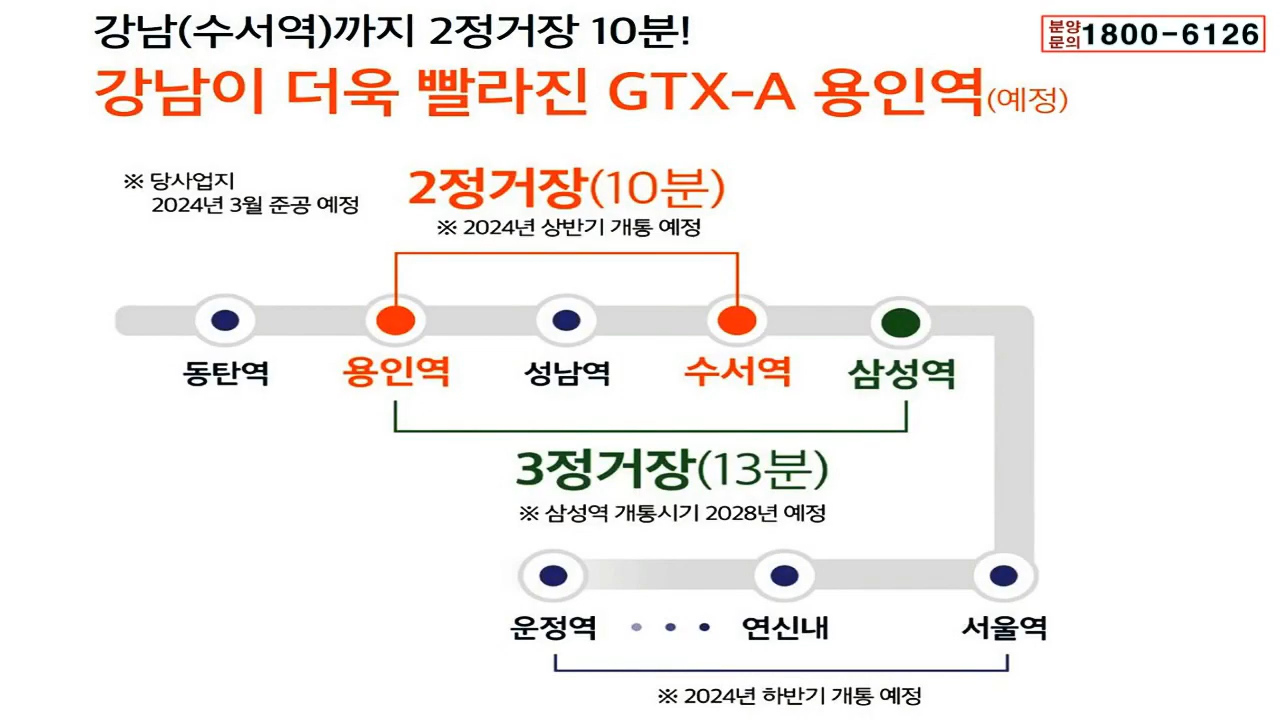 강남(수서역)까지 2정거장 10분!
분양
문의 1800-6126
강남이 더욱 빨라진 GTX-A 용인역(예정)
※ 당사업지
2024년 3월 준공 예정
2정거장(10분)
※ 2024년 상반기 개통 예정
동탄역 용인역 성남역 수서역 삼성역
3정거장(13분)
※ 삼성역 개통시기 2028년 예정
운정역 • • • 연신내 서울역
※ 2024년 하반기 개통 예정